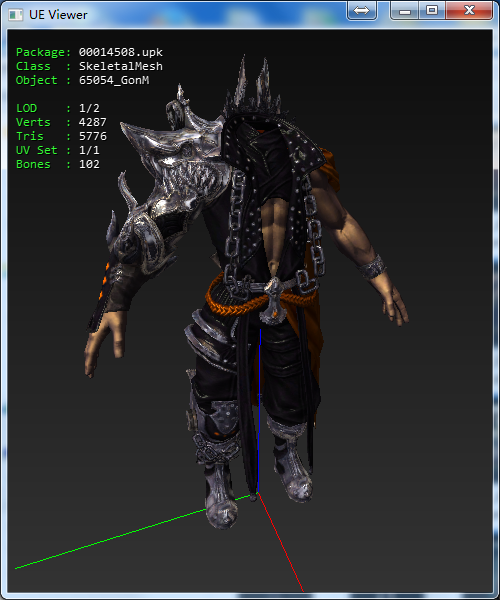 UE Viewer
Package: 00014508.upk
Class  : SkeletalMesh
Object : 65054_GonM
LOD    : 1/2
Verts  : 4287
Tris   : 5776
UV Set : 1/1
Bones  : 102